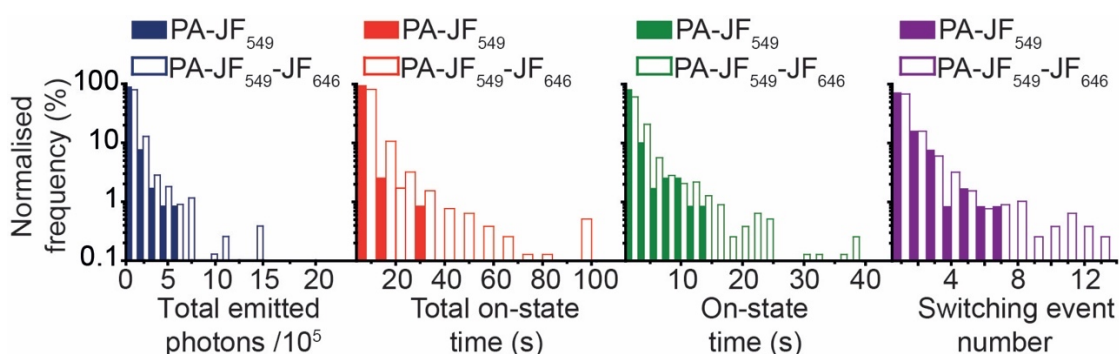 PA-JF549 PA-JF549 PA-JF549 PA-JF549
PA-JF549-JF646 PA-JF549-JF646 PA-JF549-JF646 PA-JF549-JF646
Normalised
frequency (%)
100
10
1
0.1
0 5 10 15 20
Total emitted
photons /10⁵
20 40 60 80 100
Total on-state
time (s)
10 20 30 40
On-state
time (s)
4 8 12
Switching event
number